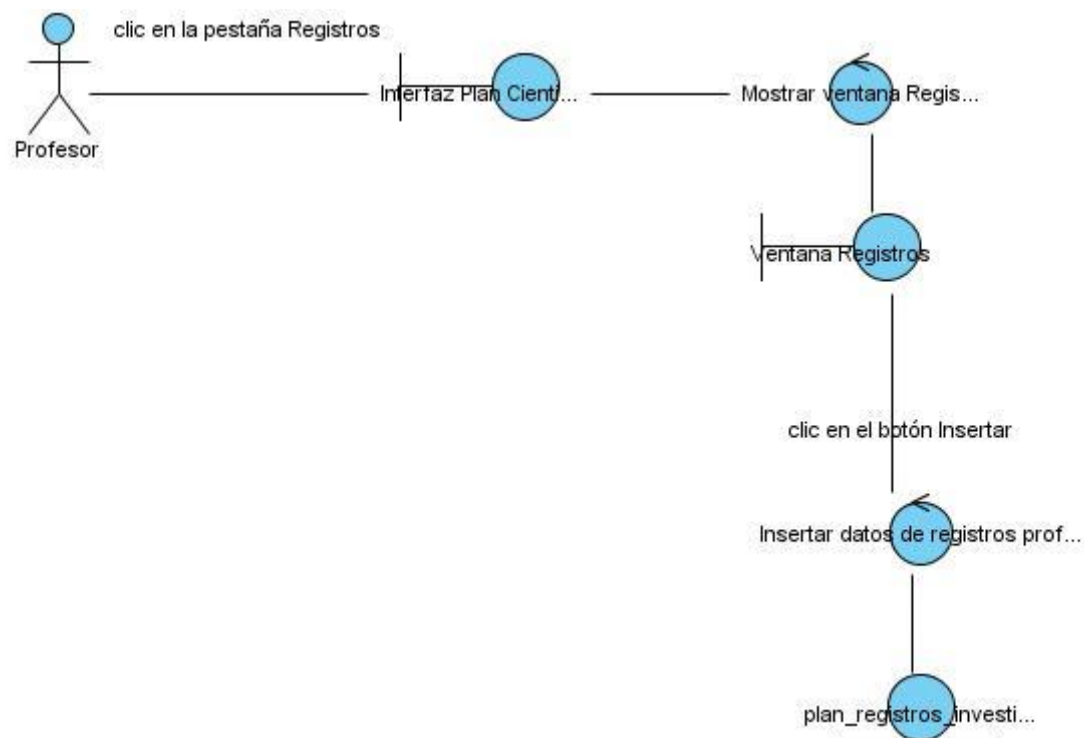 clic en la pestaña Registros
Interfaz Plan Cientí...
Mostrar ventana Regis...
Profesor
Ventana Registros
clic en el botón Insertar
Insertar datos de registros prof...
plan_registros_investi...